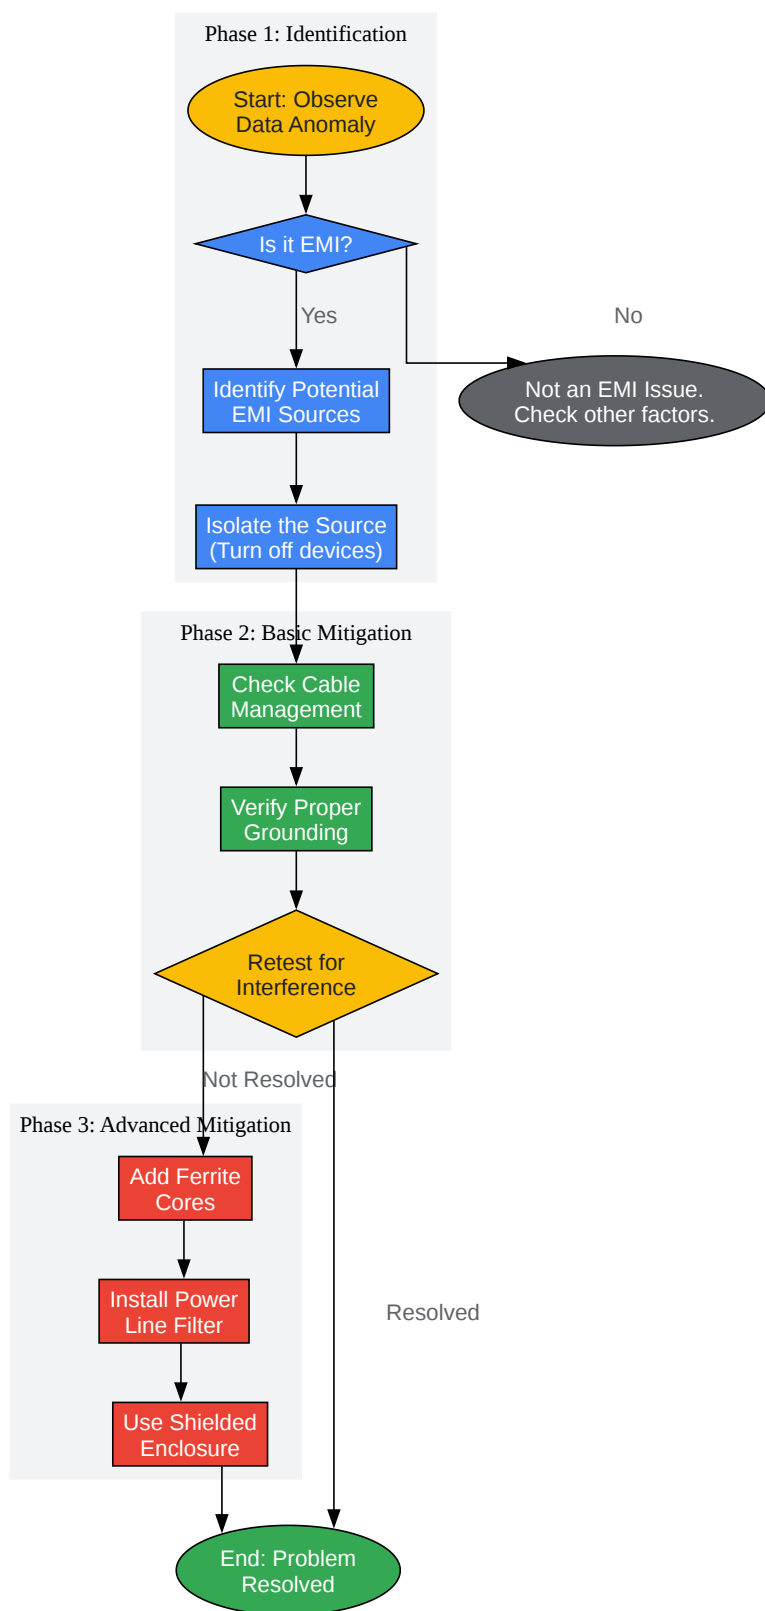 Phase 1: Identification
Start: Observe
Data Anomaly
Is it EMI?
Yes
No
Identify Potential
EMI Sources
Not an EMI Issue.
Check other factors.
Isolate the Source
(Turn off devices)
Phase 2: Basic Mitigation
Check Cable
Management
Verify Proper
Grounding
Retest for
Interference
Not Resolved
Phase 3: Advanced Mitigation
Add Ferrite
Cores
Install Power
Line Filter
Resolved
Use Shielded
Enclosure
End: Problem
Resolved